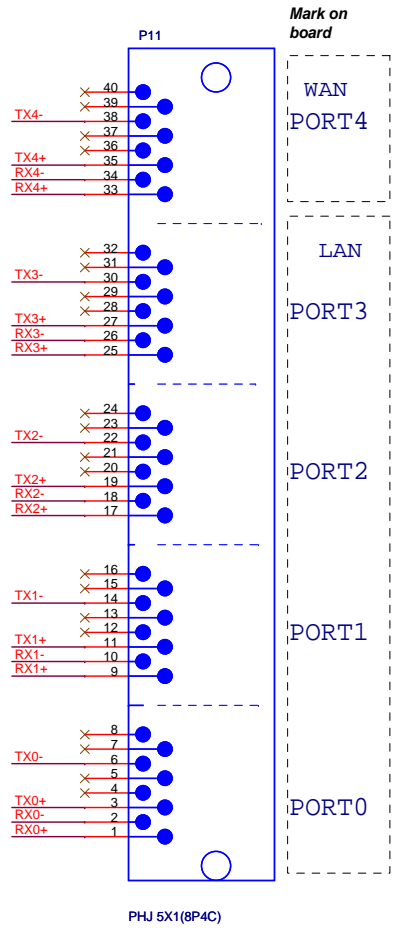 Mark on
board
P11
40
39
TX4- 38
37
36
TX4+ 35
RX4- 34
RX4+ 33
WAN
PORT4
32
31
TX3- 30
29
28
TX3+ 27
RX3- 26
RX3+ 25
LAN
PORT3
24
23
TX2- 22
21
20
TX2+ 19
RX2- 18
RX2+ 17
PORT2
16
15
TX1- 14
13
12
TX1+ 11
RX1- 10
RX1+ 9
PORT1
8
7
TX0- 6
5
4
TX0+ 3
RX0- 2
RX0+ 1
PORT0
PHJ 5X1(8P4C)